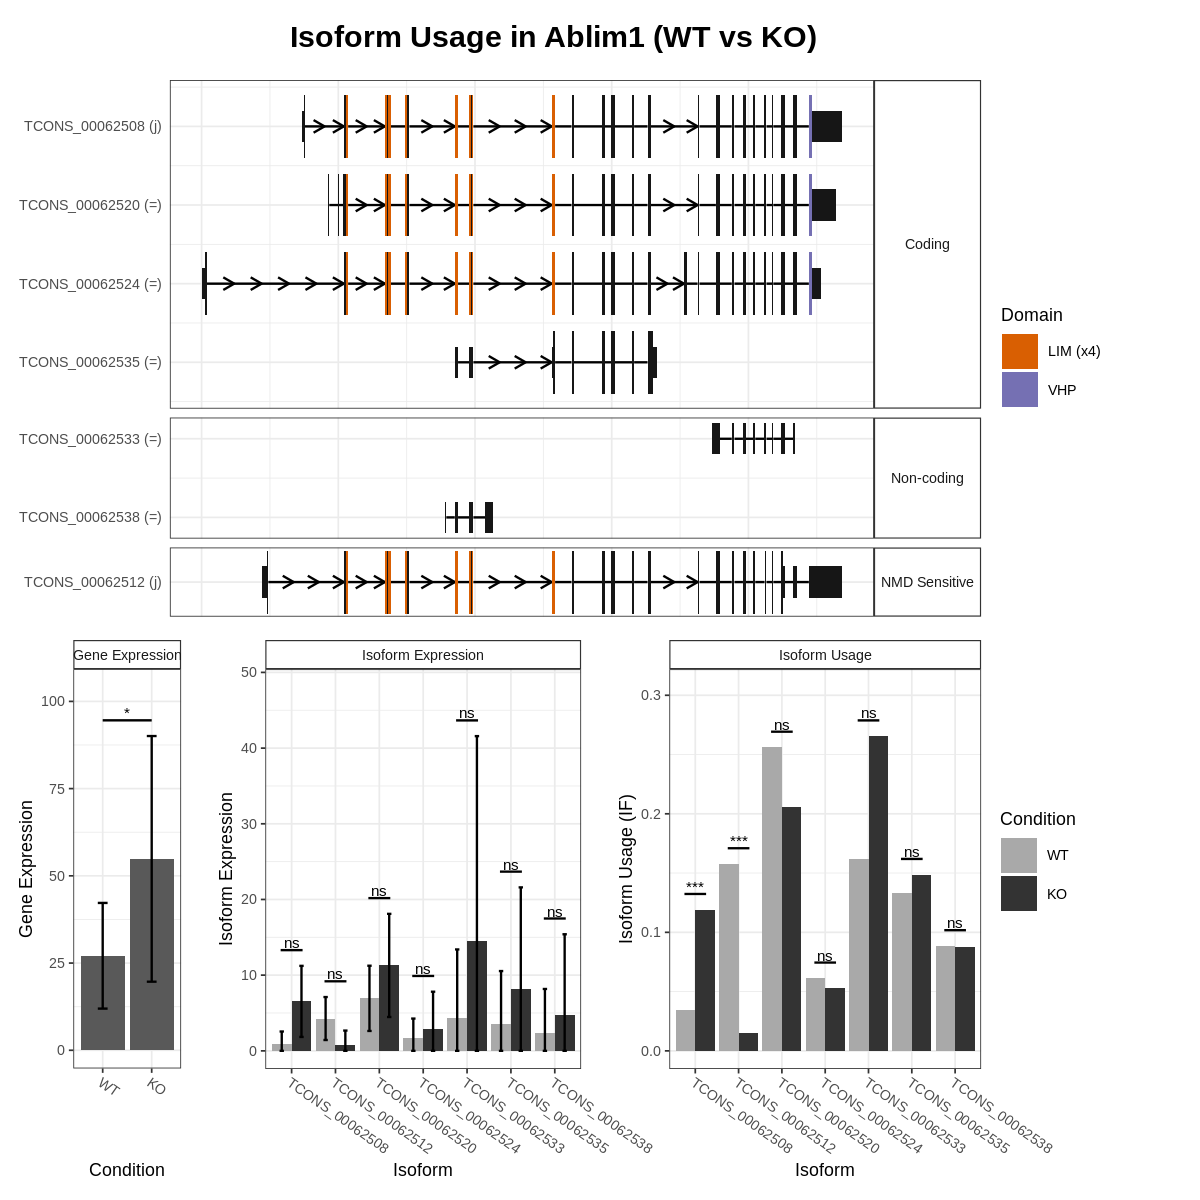 Isoform Usage in Ablim1 (WT vs KO)
TCONS_00062508 (j)
TCONS_00062520 (=)
TCONS_00062524 (=)
TCONS_00062535 (=)
Coding
TCONS_00062533 (=)
TCONS_00062538 (=)
Non-coding
TCONS_00062512 (j)
NMD Sensitive
Domain
LIM (x4)
VHP
Gene Expression
Gene Expression
100
75
50
25
0
*
WT
KO
Condition
Isoform Expression
Isoform Expression
50
40
30
20
10
0
ns
ns
ns
ns
ns
ns
ns
TCONS_00062508
TCONS_00062512
TCONS_00062520
TCONS_00062524
TCONS_00062533
TCONS_00062535
TCONS_00062538
Isoform
Isoform Usage
Isoform Usage (IF)
0.3
0.2
0.1
0.0
***
***
ns
ns
ns
ns
ns
TCONS_00062508
TCONS_00062512
TCONS_00062520
TCONS_00062524
TCONS_00062533
TCONS_00062535
TCONS_00062538
Isoform
Condition
WT
KO